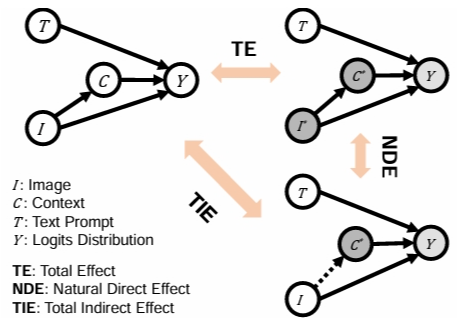 T
C
Y
I
TE
T
C*
Y
I*
NDE
TIE
T
C*
Y
I
I: Image
C: Context
T: Text Prompt
Y: Logits Distribution
TE: Total Effect
NDE: Natural Direct Effect
TIE: Total Indirect Effect